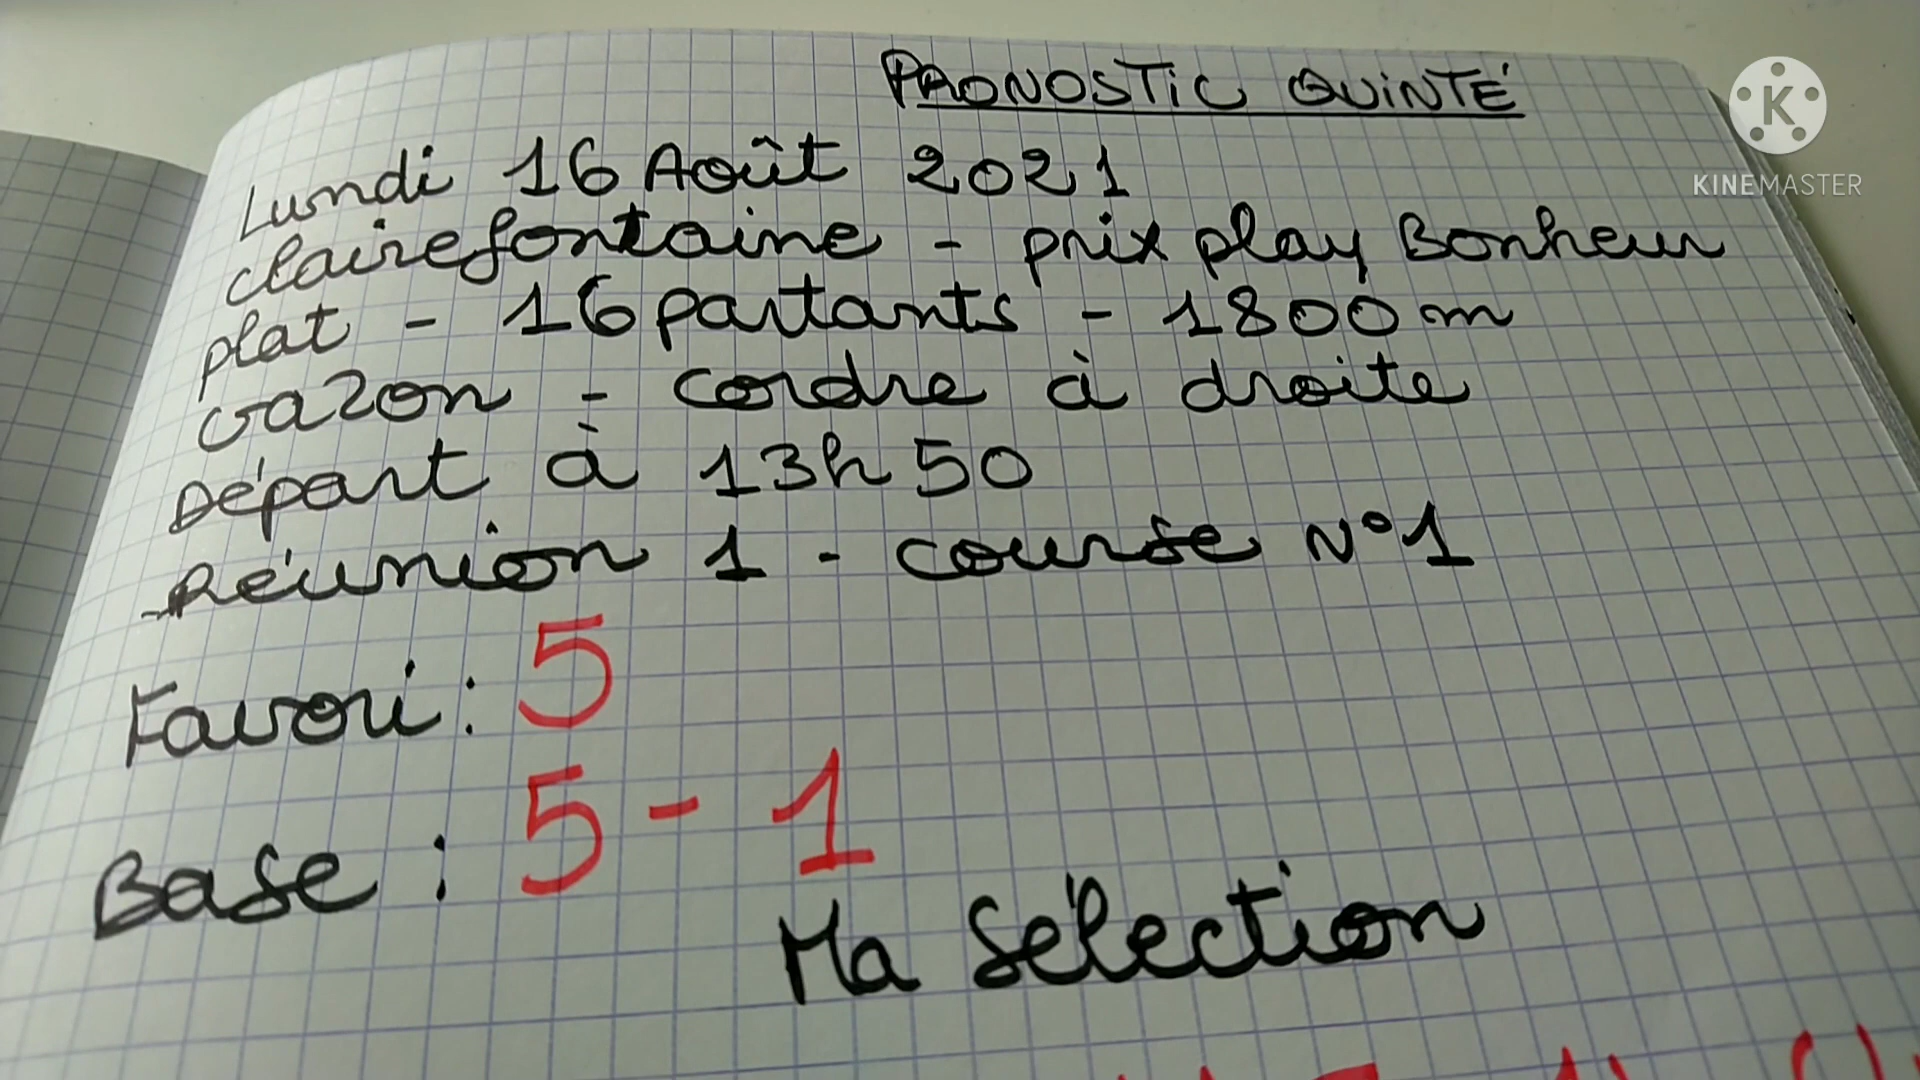 PRONOSTIC QUINTÉ
Lundi 16 Août 2021
clairefontaine - prix play Bonheur
plat - 16 partants - 1800m
Gazon - corde à droite
Départ à 13h50
Réunion 1 - course N°1
Favori : 5
Base : 5 - 1
Ma Sélection
K
KINEMASTER